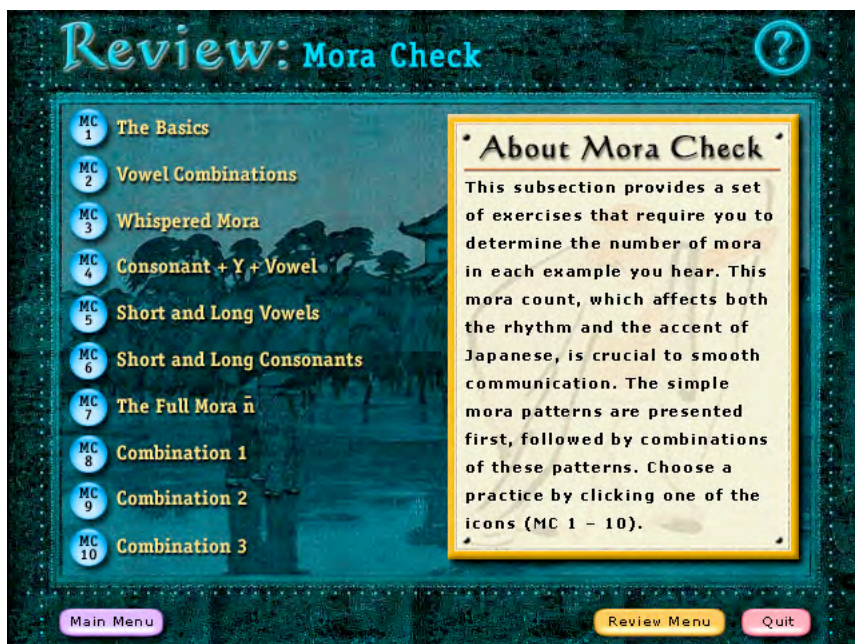 Review: Mora Check
?
MC 1 The Basics
MC 2 Vowel Combinations
MC 3 Whispered Mora
MC 4 Consonant + Y + Vowel
MC 5 Short and Long Vowels
MC 6 Short and Long Consonants
MC 7 The Full Mora n̄
MC 8 Combination 1
MC 9 Combination 2
MC 10 Combination 3
About Mora Check
This subsection provides a set
of exercises that require you to
determine the number of mora
in each example you hear. This
mora count, which affects both
the rhythm and the accent of
Japanese, is crucial to smooth
communication. The simple
mora patterns are presented
first, followed by combinations
of these patterns. Choose a
practice by clicking one of the
icons (MC 1 – 10).
Main Menu
Review Menu
Quit